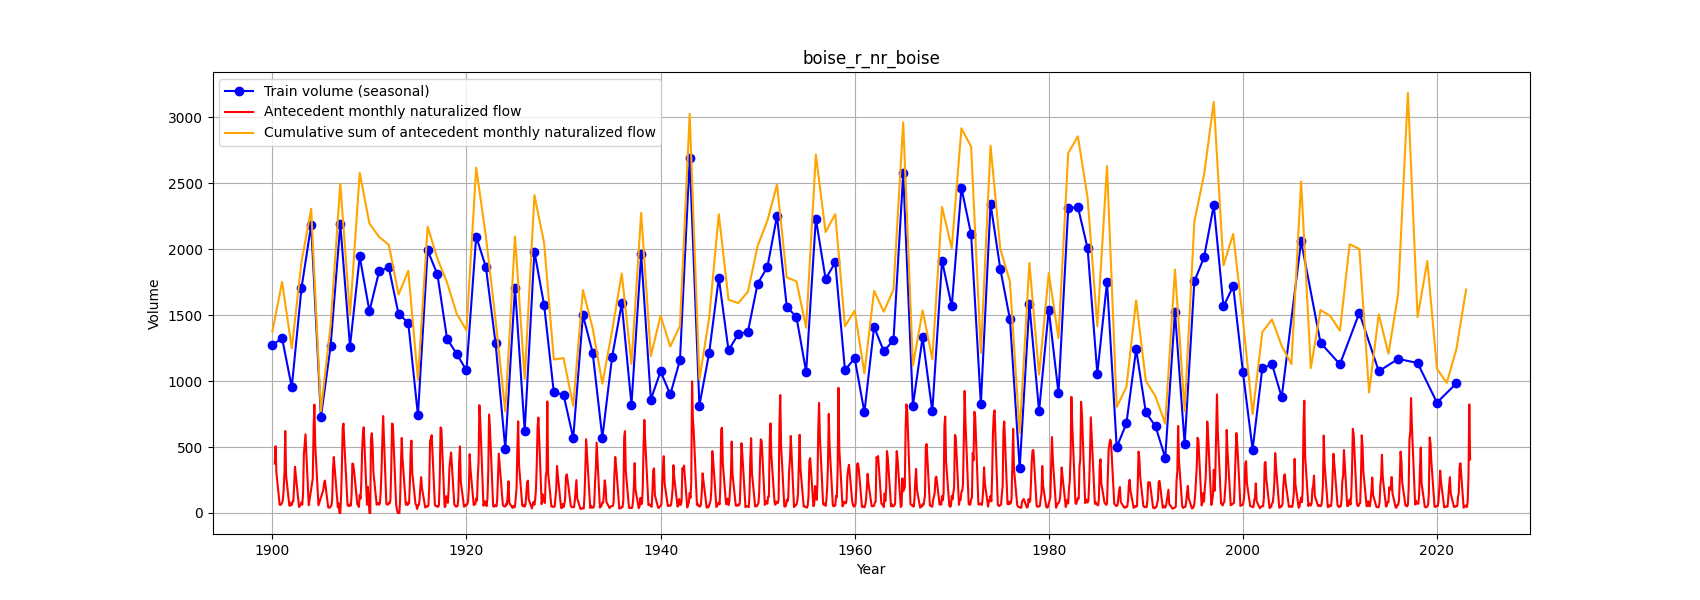 boise_r_nr_boise
Train volume (seasonal)
Antecedent monthly naturalized flow
Cumulative sum of antecedent monthly naturalized flow
Volume
3000
2500
2000
1500
1000
500
0
1900
1920
1940
1960
1980
2000
2020
Year